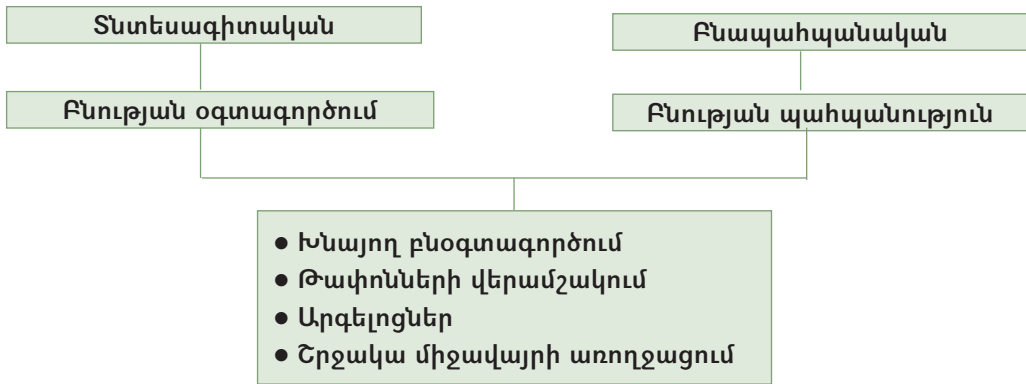 Տնտեսագիտական
Բնապահպանական
Բնության օգտագործում
Բնության պահպանություն
● Խնայող բնօգտագործում
● Թափոնների վերամշակում
● Արգելոցներ
● Շրջակա միջավայրի առողջացում